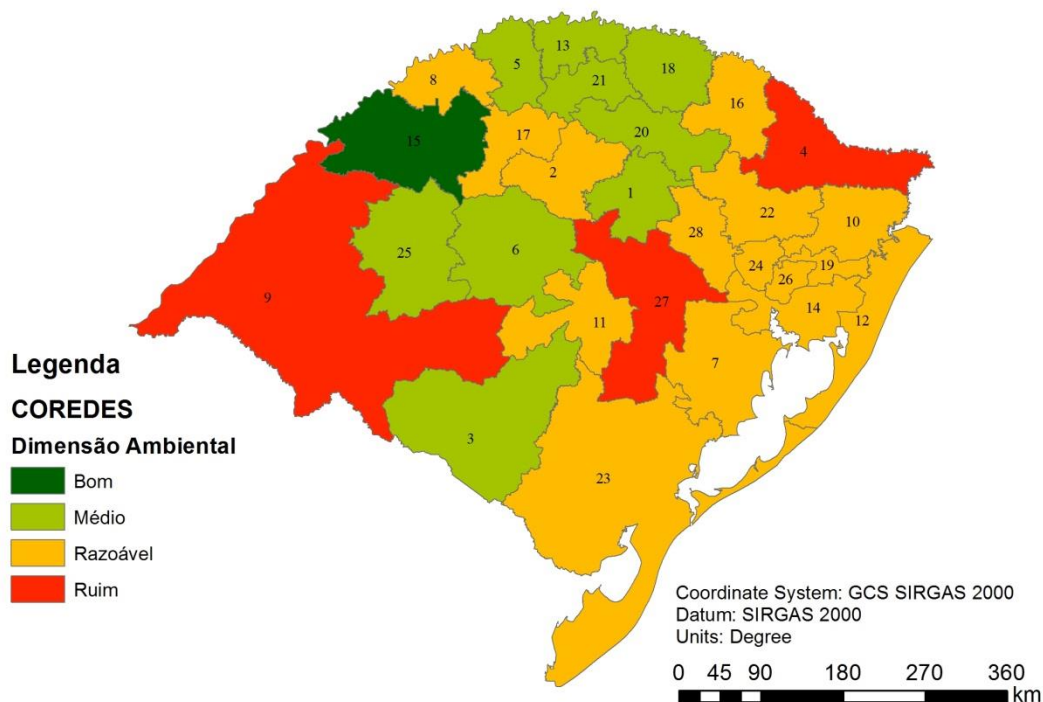 13
5
18
8
21
16
20
17
15
4
2
1
22
10
28
25
6
24
19
26
9
27
14
11
12
7
3
23
Legenda
COREDES
Dimensão Ambiental
Bom
Médio
Razoável
Ruim
Coordinate System: GCS SIRGAS 2000
Datum: SIRGAS 2000
Units: Degree
0 45 90 180 270 360
km